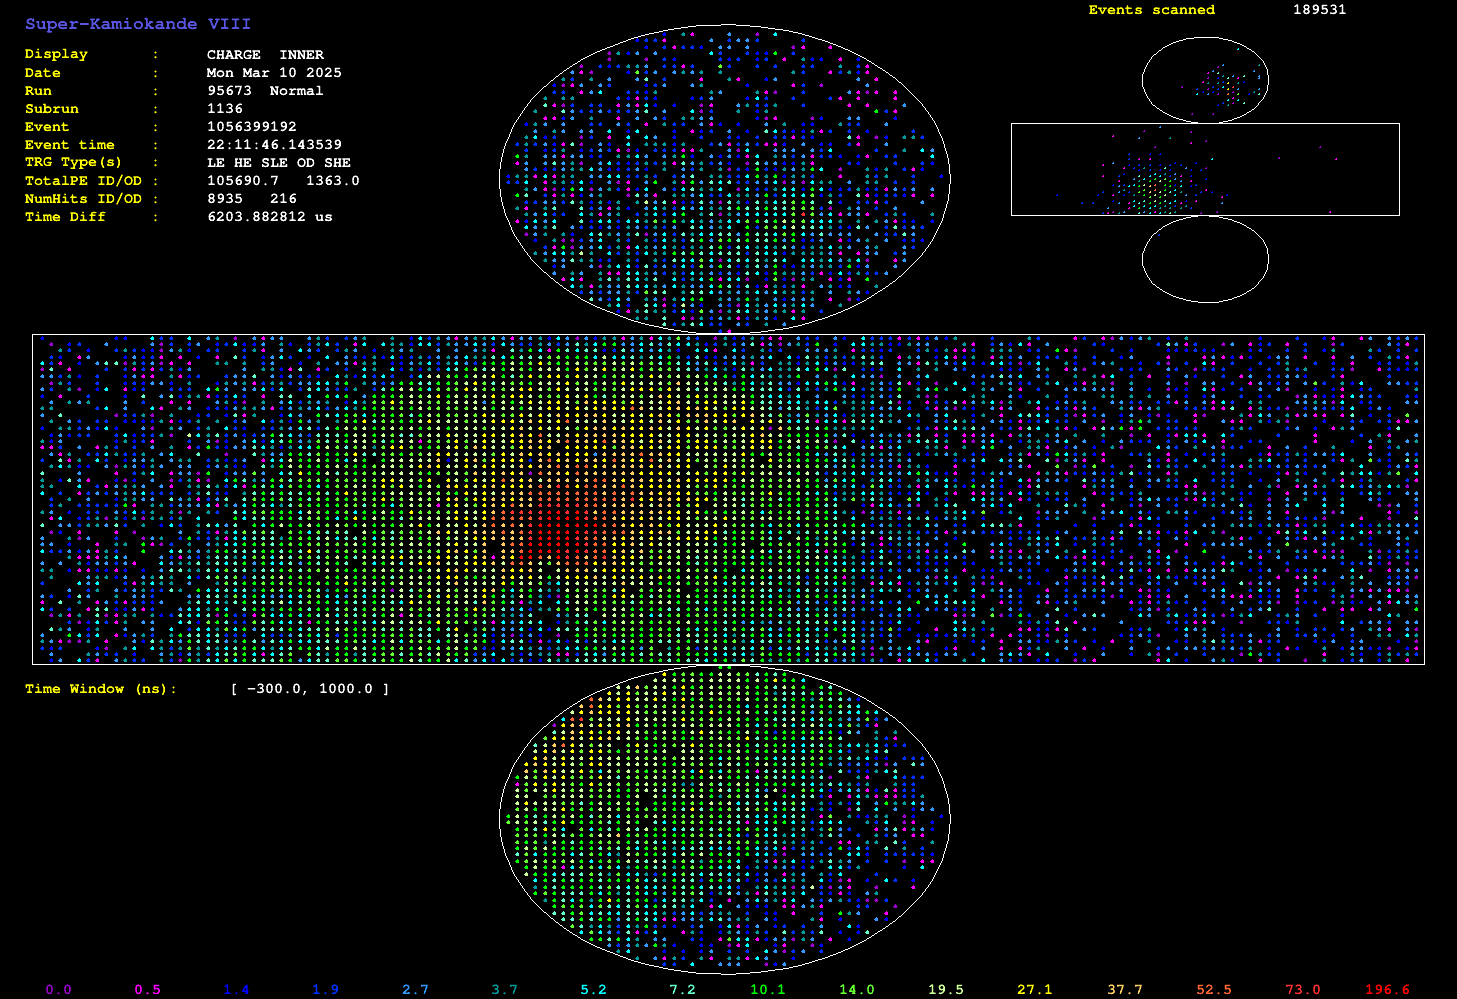 Super-Kamiokande VIII
Events scanned 189531
Display : CHARGE INNER
Date : Mon Mar 10 2025
Run : 95673 Normal
Subrun : 1136
Event : 1056399192
Event time : 22:11:46.143539
TRG Type(s) : LE HE SLE OD SHE
TotalPE ID/OD : 105690.7 1363.0
NumHits ID/OD : 8935 216
Time Diff : 6203.882812 us
Time Window (ns): [ -300.0, 1000.0 ]
0.0 0.5 1.4 1.9 2.7 3.7 5.2 7.2 10.1 14.0 19.5 27.1 37.7 52.5 73.0 196.6